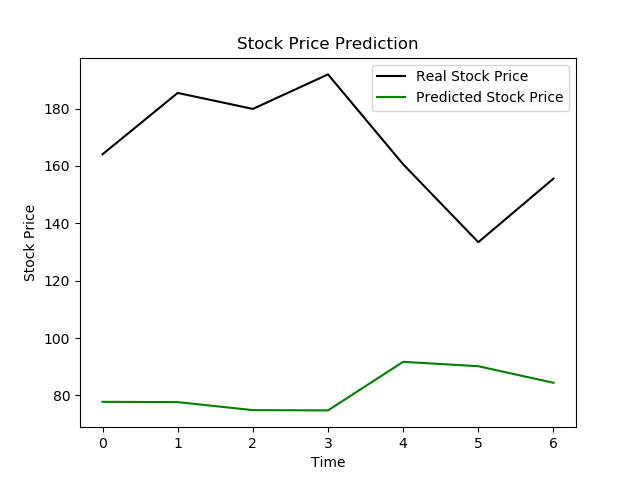 Stock Price Prediction
Real Stock Price
Predicted Stock Price
Stock Price
180
160
140
120
100
80
0 1 2 3 4 5 6
Time